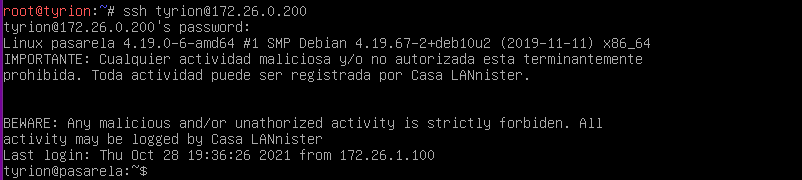 root@tyrion:~# ssh tyrion@172.26.0.200
tyrion@172.26.0.200's password:
Linux pasarela 4.19.0-6-amd64 #1 SMP Debian 4.19.67-2+deb10u2 (2019-11-11) x86_64
IMPORTANTE: Cualquier actividad maliciosa y/o no autorizada esta terminantemente
prohibida. Toda actividad puede ser registrada por Casa LANnister.
BEWARE: Any malicious and/or unathorized activity is strictly forbiden. All
activity may be logged by Casa LANnister
Last login: Thu Oct 28 19:36:26 2021 from 172.26.1.100
tyrion@pasarela:~$